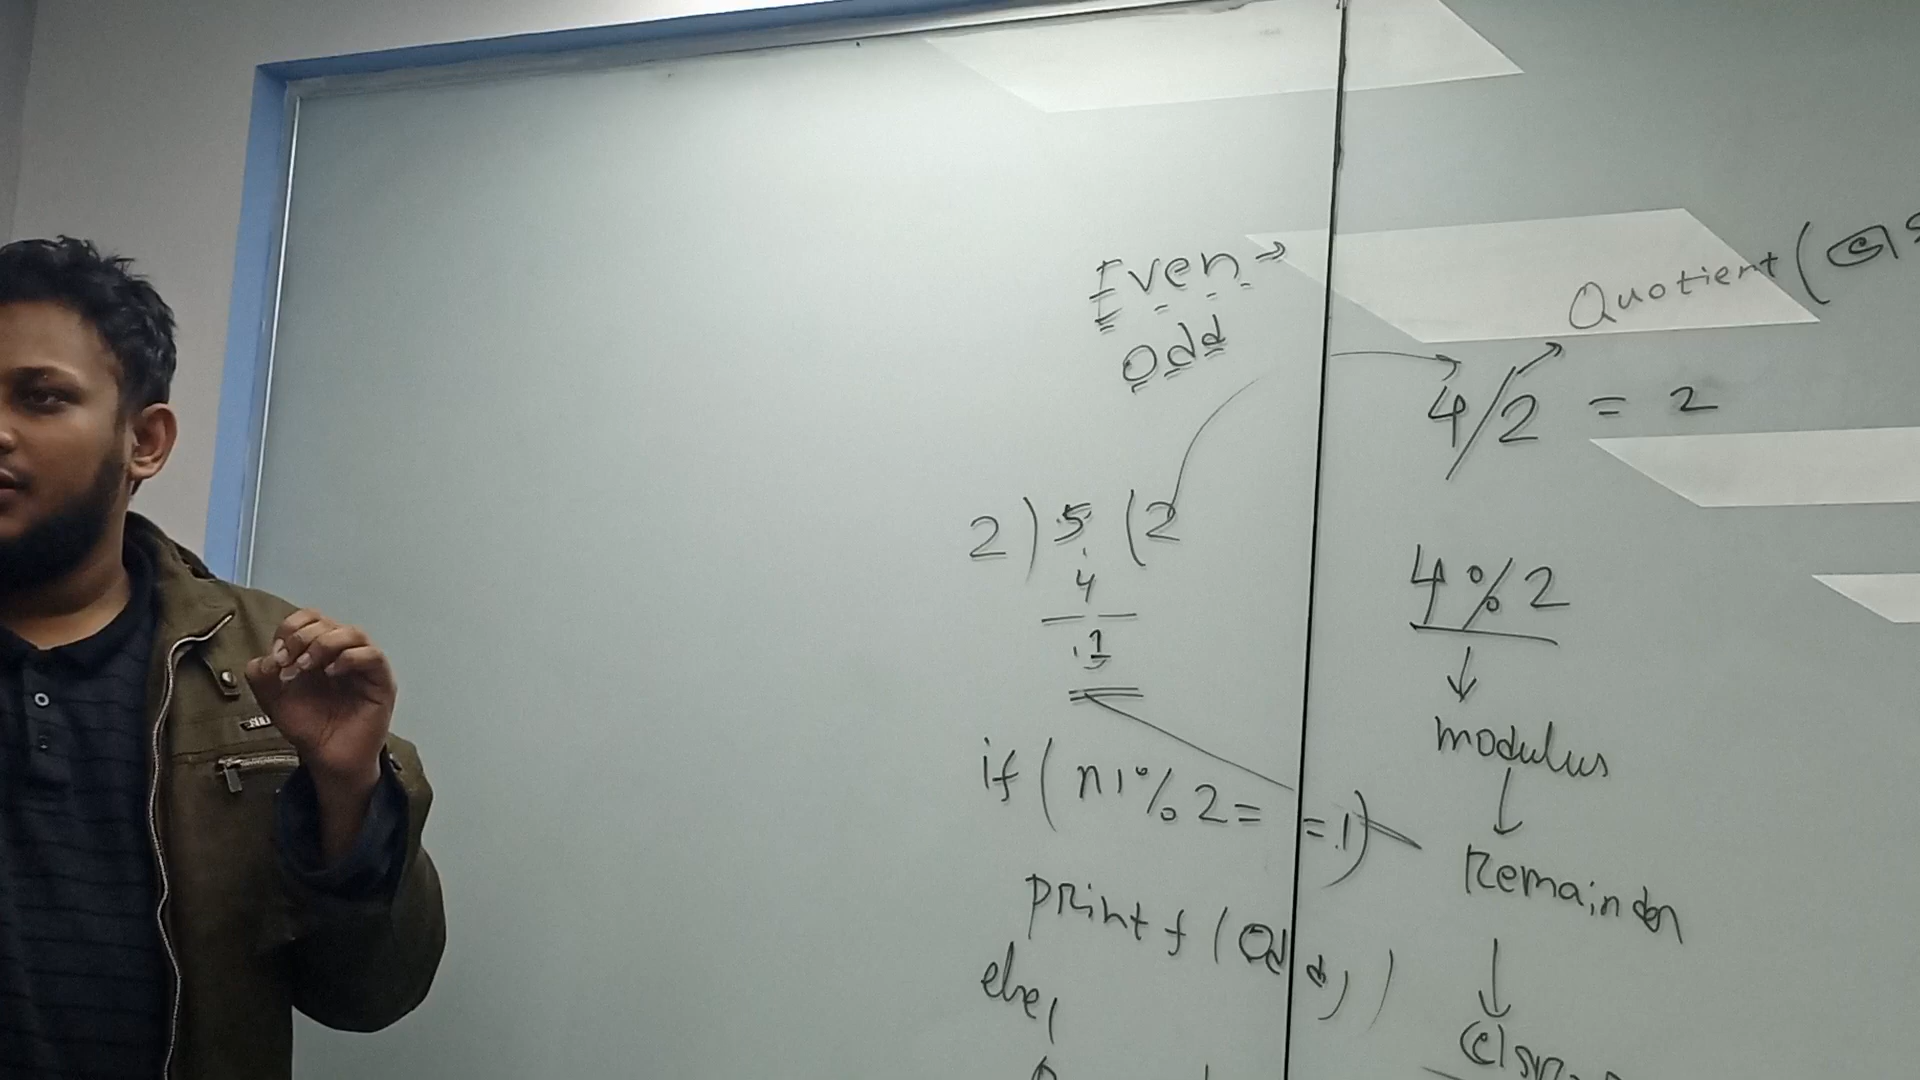 Even →
Odd
2 ) 5 ( 2
4
1
if ( n1 % 2 = = 1)
printf ( Odd, )
else,
Quotient (
4/2 = 2
4 % 2
↓
modulus
↓
Remainder
↓